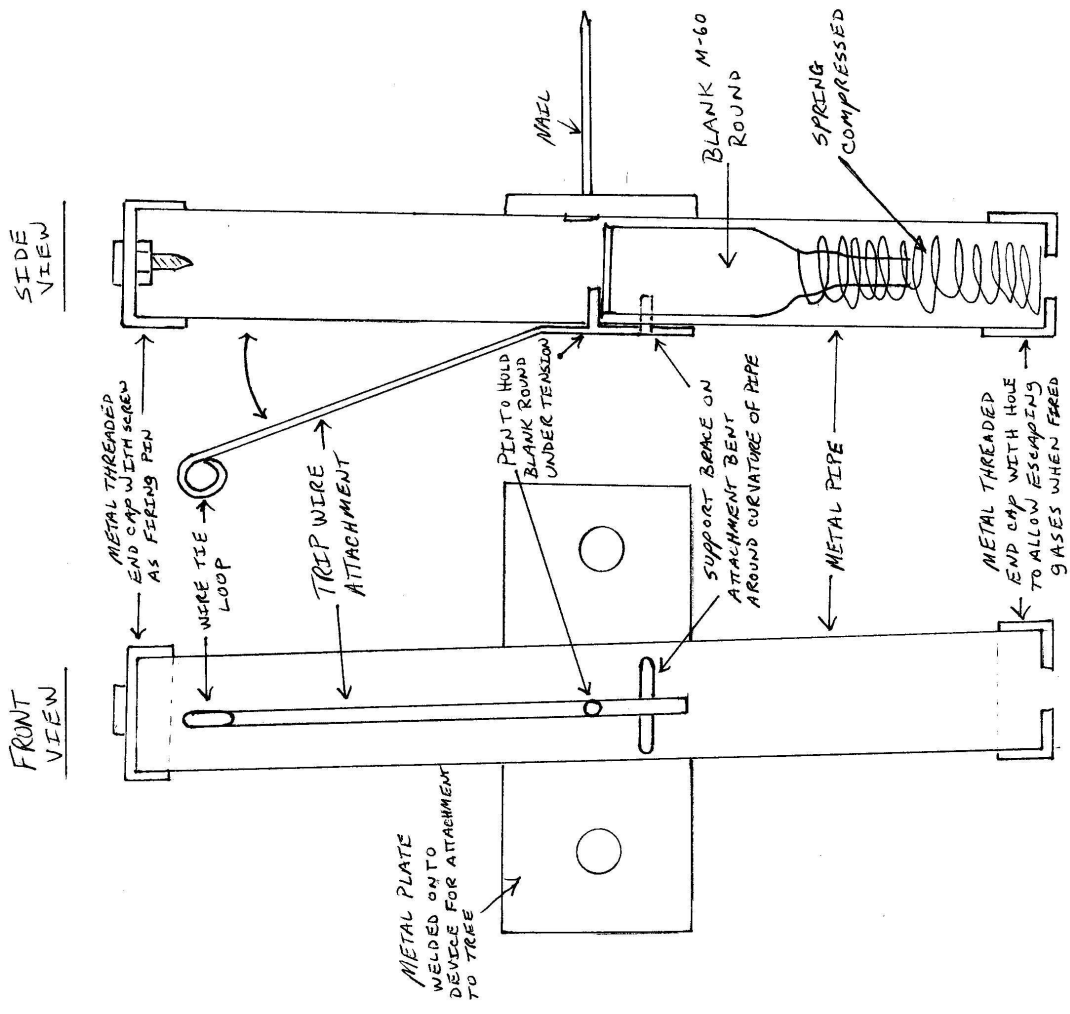 FRONT
VIEW
SIDE
VIEW
METAL THREADED
END CAP WITH SCREW
AS FIRING PIN
WIRE TIE
LOOP
TRIP WIRE
ATTACHMENT
METAL PLATE
WELDED ONTO
DEVICE FOR ATTACHMENT
TO TREE
PIN TO HOLD
BLANK ROUND
UNDER TENSION
NAIL
SUPPORT BRACE ON
ATTACHMENT BENT
AROUND CURVATURE OF PIPE
BLANK M-60
ROUND
METAL PIPE
SPRING
COMPRESSED
METAL THREADED
END CAP WITH HOLE
TO ALLOW ESCAPING
GASES WHEN FIRED